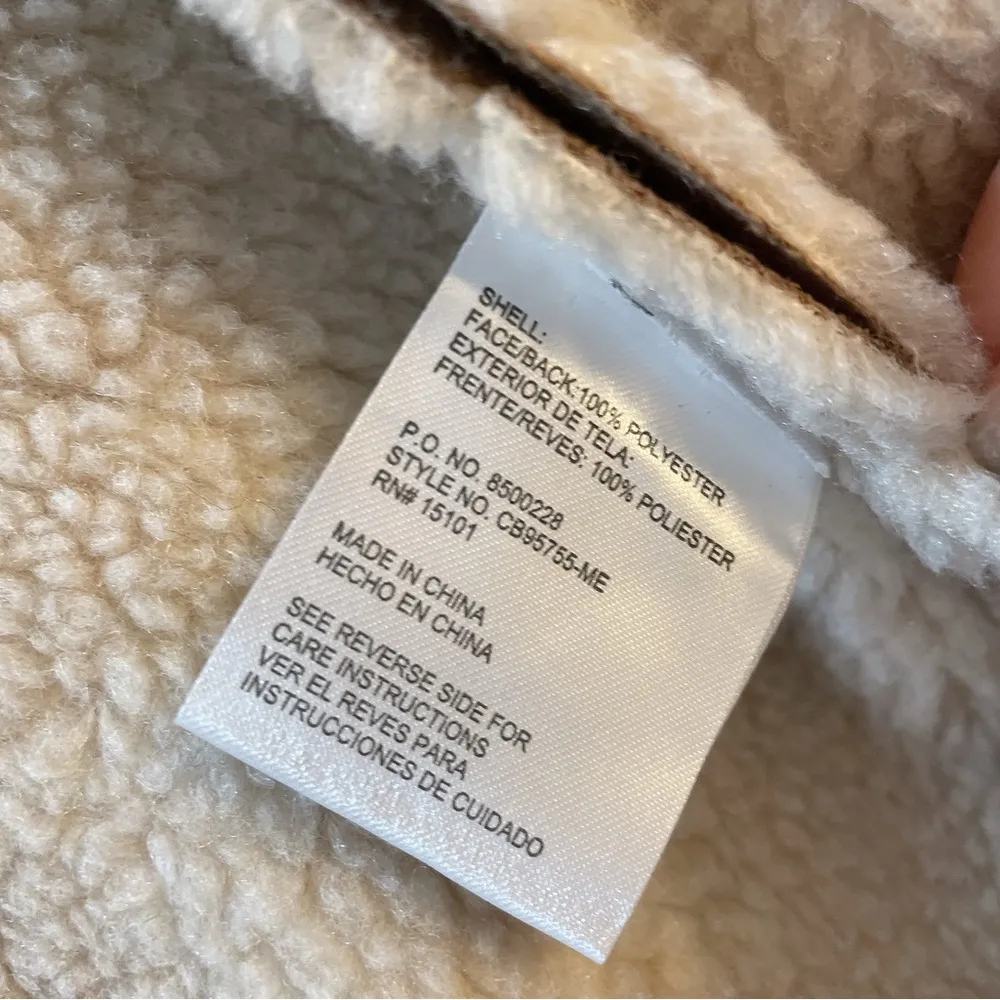 SHELL:
FACE/BACK:100% POLYESTER
EXTERIOR DE TELA:
FRENTE/REVES: 100% POLIESTER
P.O. NO. 8500228
STYLE NO. CB95755-ME
RN# 15101
MADE IN CHINA
HECHO EN CHINA
SEE REVERSE SIDE FOR
CARE INSTRUCTIONS
VER EL REVES PARA
INSTRUCCIONES DE CUIDADO